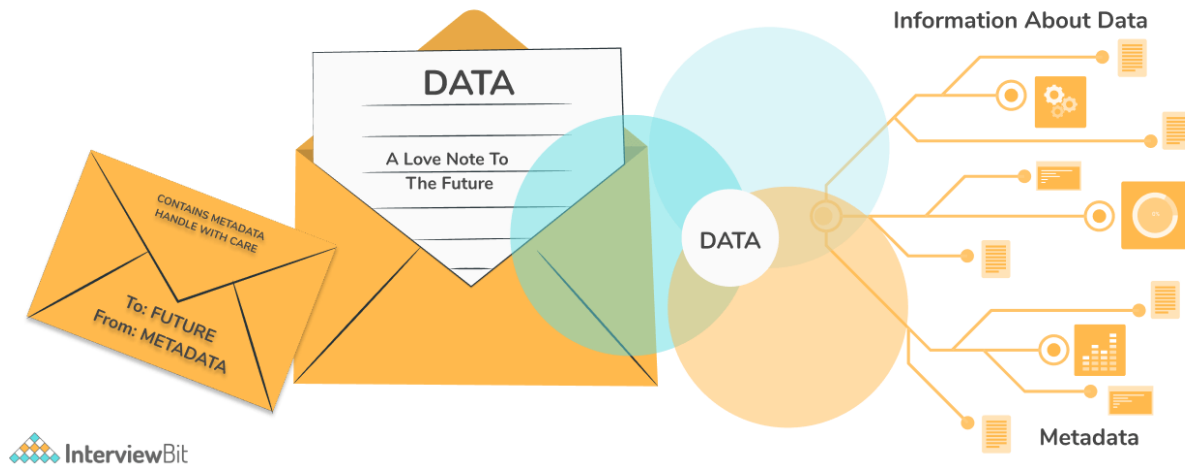 Information About Data
DATA
A Love Note To
The Future
CONTAINS METADATA
HANDLE WITH CARE
To: FUTURE
From: METADATA
DATA
Metadata
InterviewBit